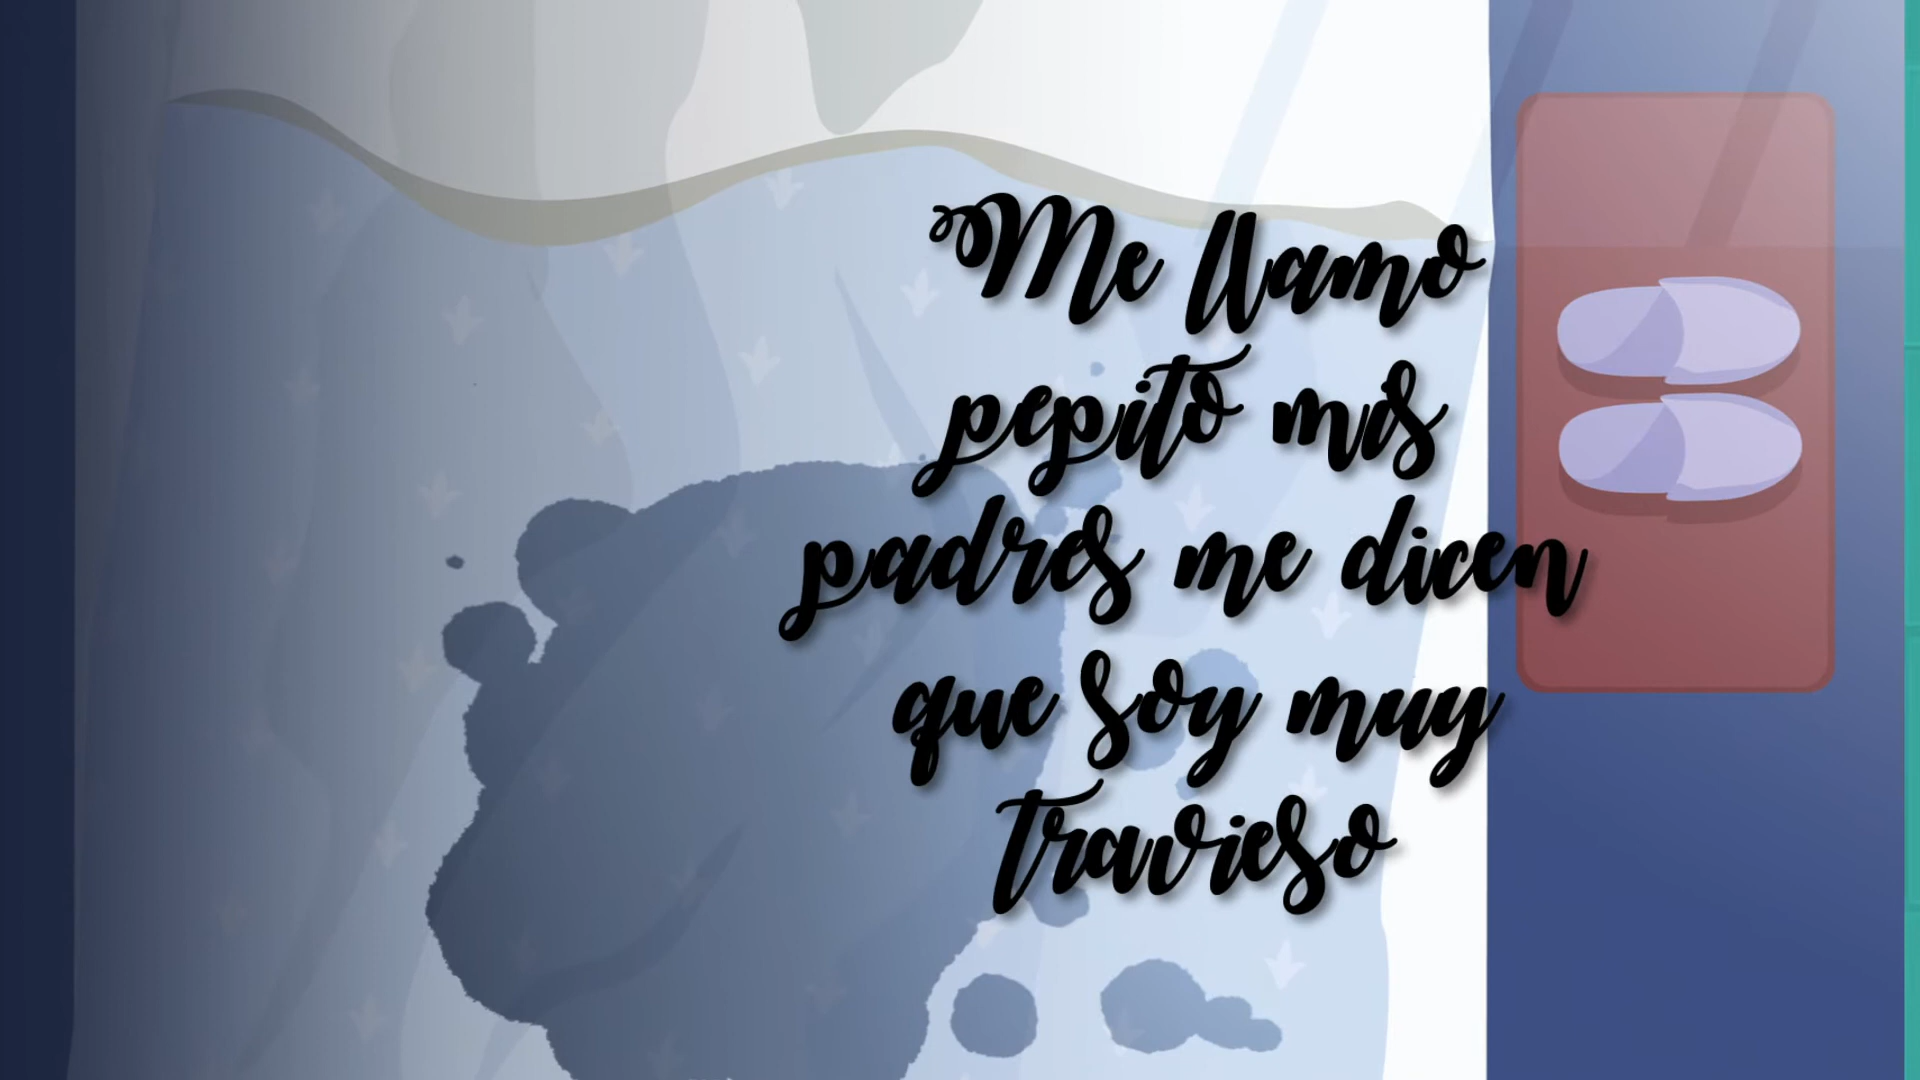 Me llamo
pepito mis
padres me dicen
que soy muy
travieso